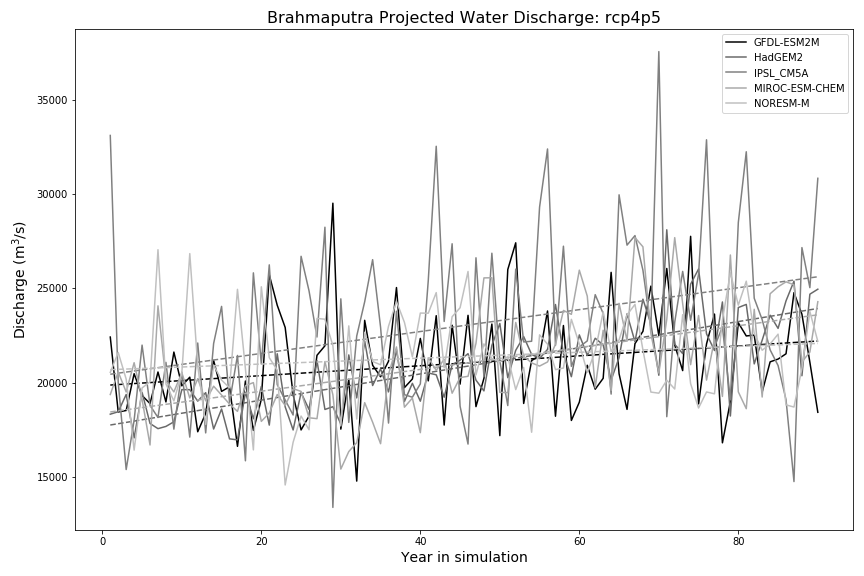 Brahmaputra Projected Water Discharge: rcp4p5
GFDL-ESM2M
HadGEM2
IPSL_CM5A
MIROC-ESM-CHEM
NORESM-M
35000
30000
25000
20000
15000
Discharge (m³/s)
0 20 40 60 80
Year in simulation